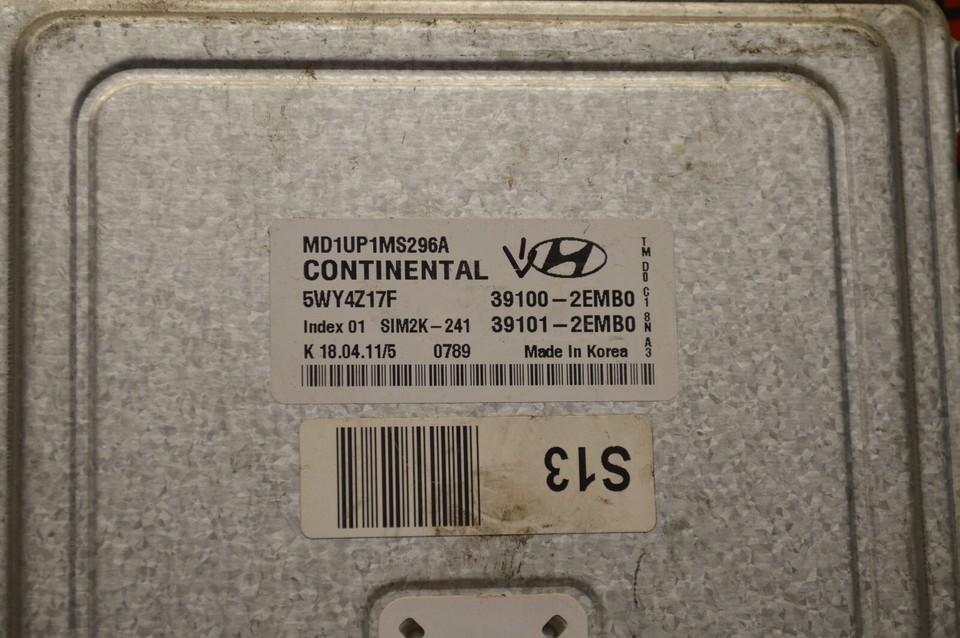 MD1UP1MS296A
CONTINENTAL
5WY4Z17F 39100-2EMB0
Index 01 SIM2K-241 39101-2EMB0
K 18.04.11/5 0789 Made In Korea
TM D0 C1 8N A3
S13